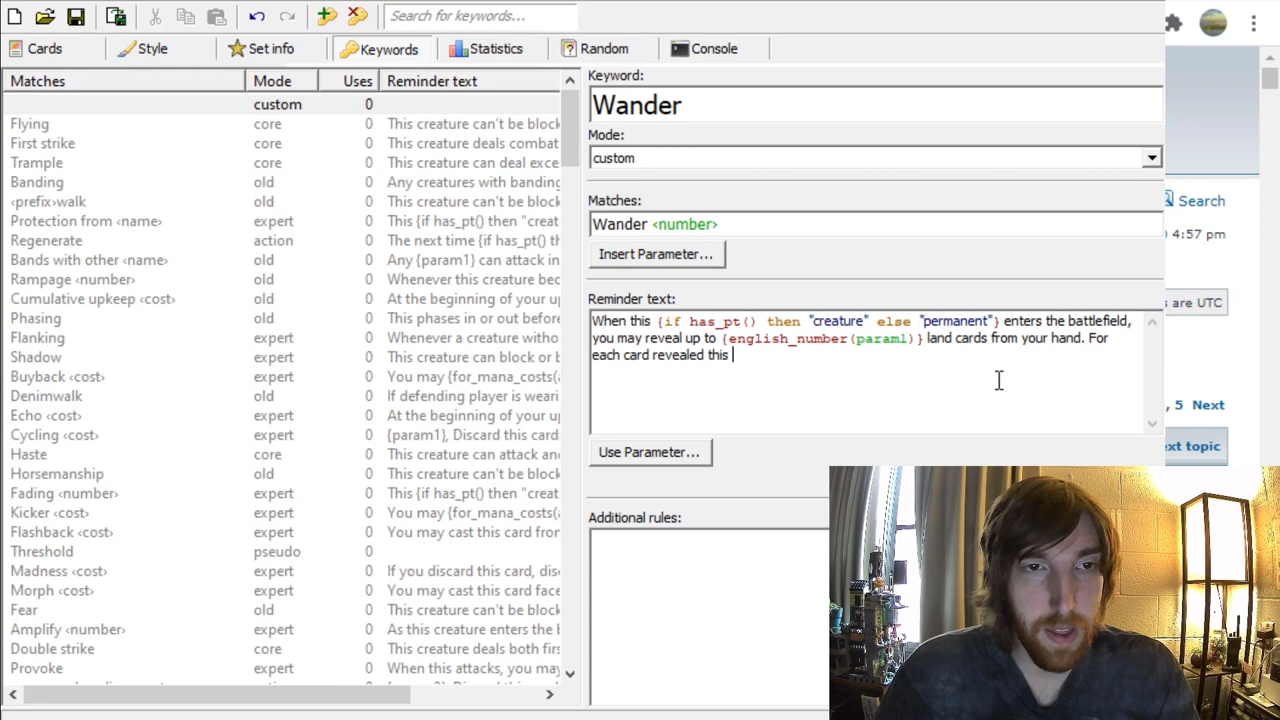 Search for keywords...
Cards Style Set info Keywords Statistics Random Console
Matches Mode Uses Reminder text
custom 0
Flying core 0 This creature can't be block
First strike core 0 This creature deals combat
Trample core 0 This creature can deal exce
Banding old 0 Any creatures with banding
‹prefix›walk old 0 This creature can't be block
Protection from ‹name› expert 0 This {if has_pt() then "creat
Regenerate action 0 The next time {if has_pt() th
Bands with other ‹name› old 0 Any {param1} can attack in
Rampage ‹number› old 0 Whenever this creature bec
Cumulative upkeep ‹cost› old 0 At the beginning of your up
Phasing old 0 This phases in or out before
Flanking expert 0 Whenever a creature witho
Shadow expert 0 This creature can block or b
Buyback ‹cost› expert 0 You may {for_mana_costs(a
Denimwalk old 0 If defending player is wearin
Echo ‹cost› expert 0 At the beginning of your up
Cycling ‹cost› expert 0 {param1}, Discard this card:
Haste core 0 This creature can attack and
Horsemanship old 0 This creature can't be block
Fading ‹number› expert 0 This {if has_pt() then "creat
Kicker ‹cost› expert 0 You may {for_mana_costs(a
Flashback ‹cost› expert 0 You may cast this card from
Threshold pseudo 0
Madness ‹cost› expert 0 If you discard this card, disc
Morph ‹cost› expert 0 You may cast this card face
Fear old 0 This creature can't be block
Amplify ‹number› expert 0 As this creature enters the b
Double strike core 0 This creature deals both firs
Provoke expert 0 When this attacks, you may
Keyword:
Wander
Mode:
custom
Matches:
Wander ‹number›
Insert Parameter...
Reminder text:
When this {if has_pt() then "creature" else "permanent"} enters the battlefield,
you may reveal up to {english_number(param1)} land cards from your hand. For
each card revealed this
Use Parameter...
Additional rules:
Search
4:57 pm
s are UTC
, 5 Next
ext topic